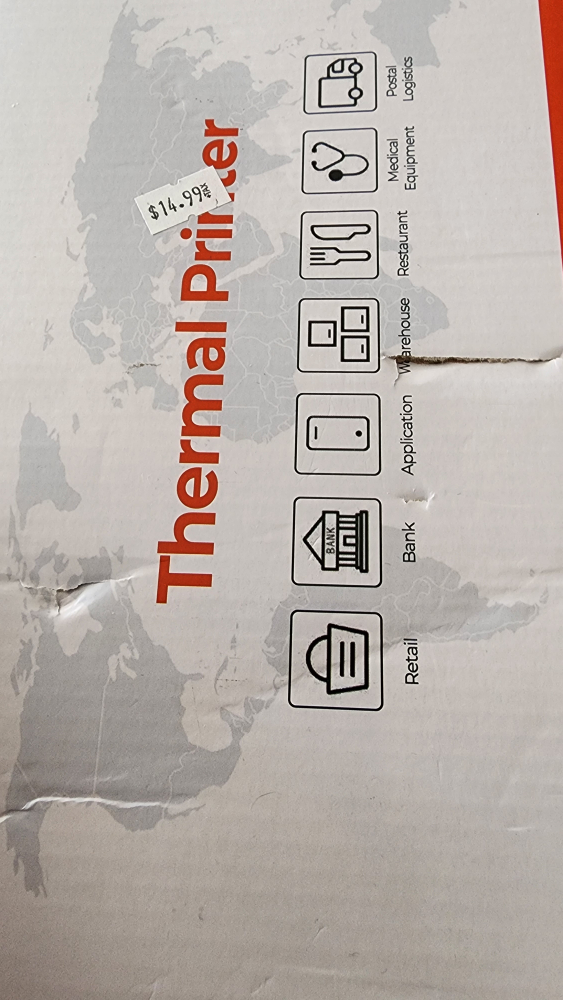 Thermal Printer
$14.99
BANK
Retail
Bank
Application
Warehouse
Restaurant
Medical
Equipment
Postal
Logistics